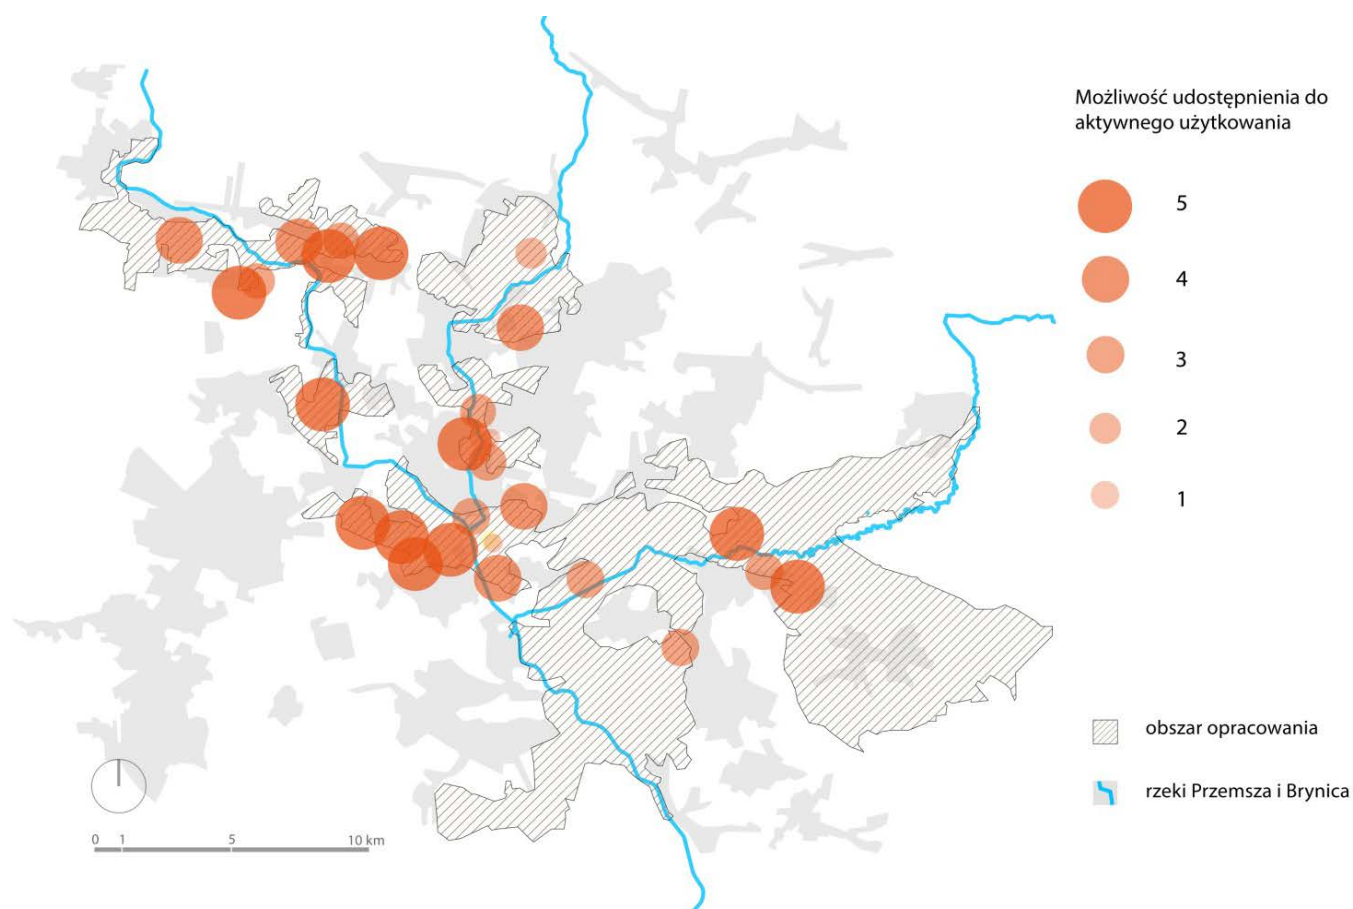 Możliwość udostępnienia do
aktywnego użytkowania
5
4
3
2
1
obszar opracowania
rzeki Przemsza i Brynica
0 1 5 10 km